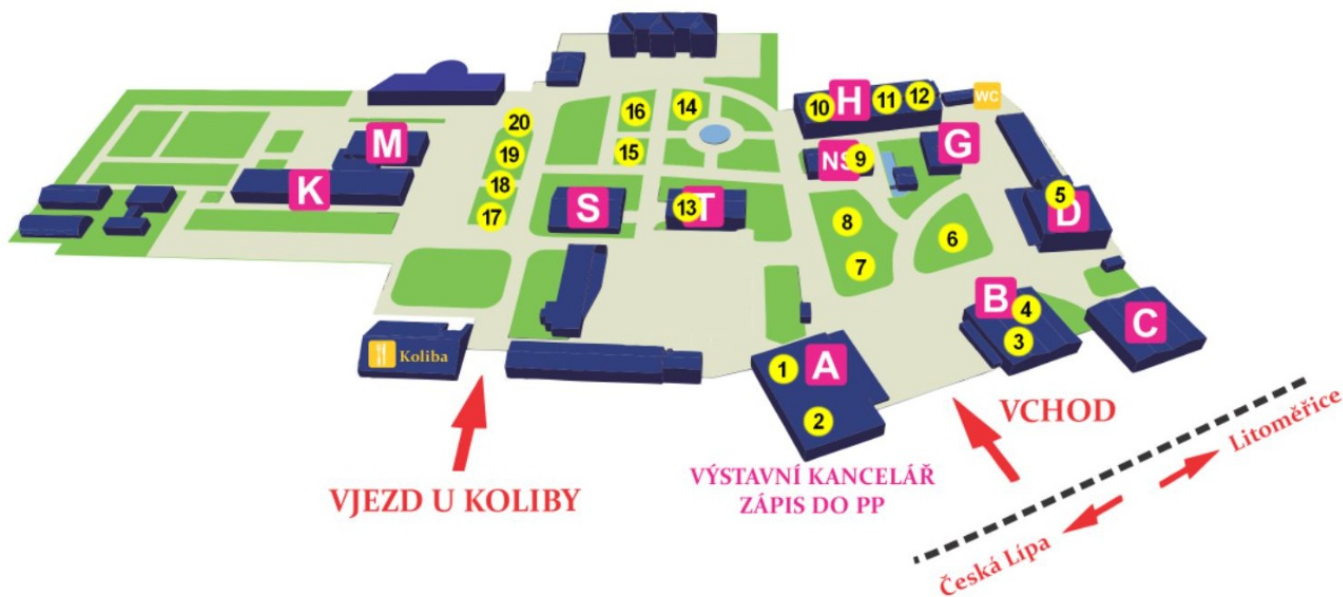 16
14
10
H
11
12
WC
20
M
19
15
NS
9
G
K
18
17
S
13
T
8
5
D
7
6
B
4
3
C
Koliba
1
A
2
VCHOD
Litoměřice
VÝSTAVNÍ KANCELÁŘ
ZÁPIS DO PP
VJEZD U KOLIBY
Česká Lípa